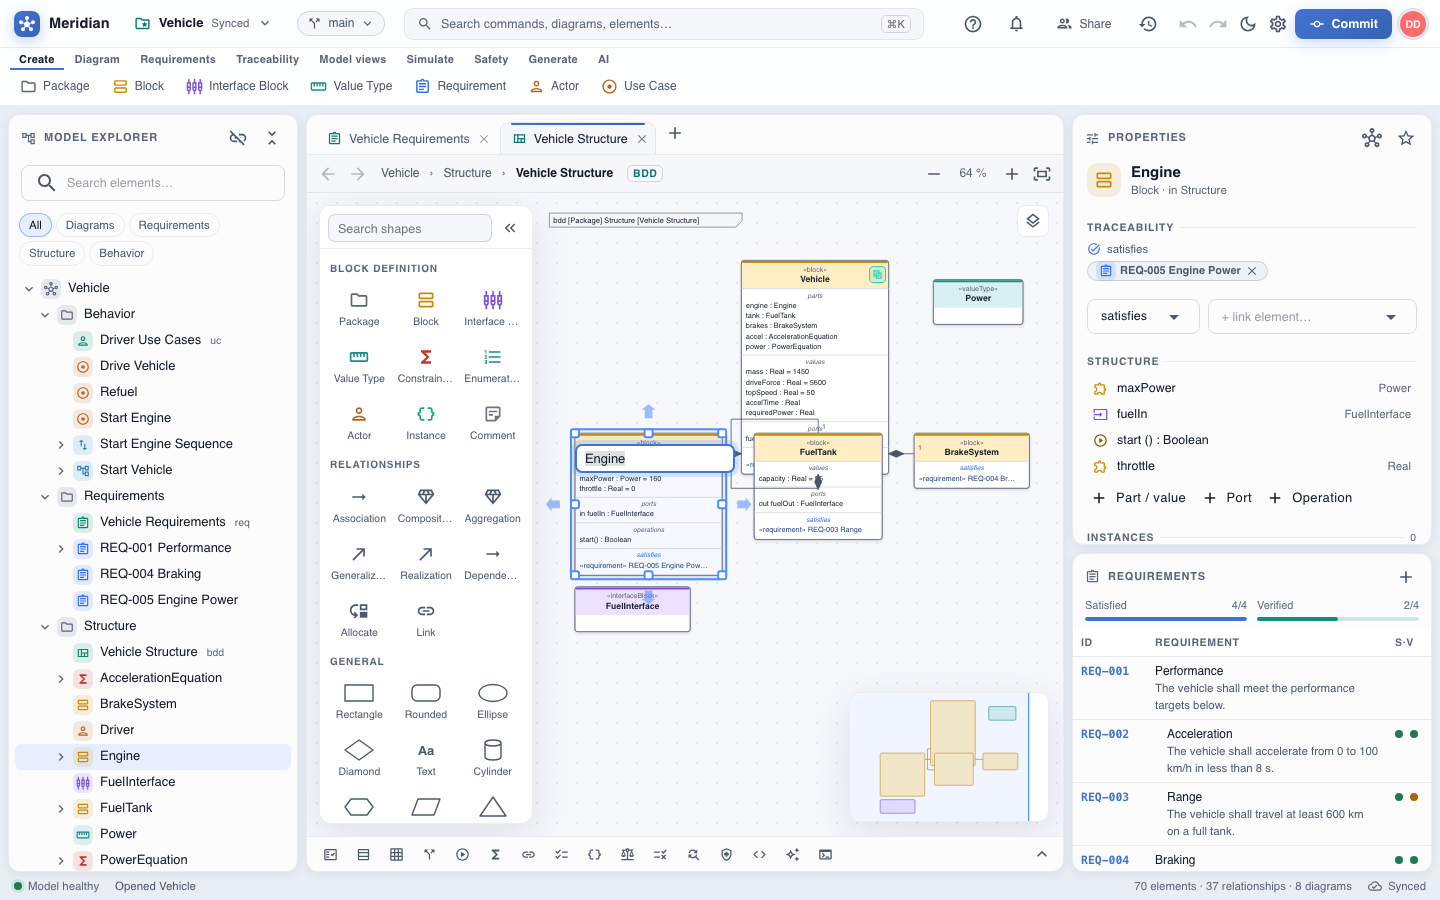 Meridian
Vehicle Synced
main
Search commands, diagrams, elements…
⌘K
Share
Commit
DD
Create Diagram Requirements Traceability Model views Simulate Safety Generate AI
Package Block Interface Block Value Type Requirement Actor Use Case
MODEL EXPLORER
Search elements…
All Diagrams Requirements
Structure Behavior
Vehicle
Behavior
Driver Use Cases uc
Drive Vehicle
Refuel
Start Engine
Start Engine Sequence
Start Vehicle
Requirements
Vehicle Requirements req
REQ-001 Performance
REQ-004 Braking
REQ-005 Engine Power
Structure
Vehicle Structure bdd
AccelerationEquation
BrakeSystem
Driver
Engine
FuelInterface
FuelTank
Power
PowerEquation
Vehicle Requirements
Vehicle Structure
Vehicle › Structure › Vehicle Structure BDD
64 %
Search shapes
BLOCK DEFINITION
Package Block Interface …
Value Type Constrain… Enumerat…
Actor Instance Comment
RELATIONSHIPS
Association Composit… Aggregation
Generaliz… Realization Depende…
Allocate Link
GENERAL
Rectangle Rounded Ellipse
Diamond Text Cylinder
Aa
bdd [Package] Structure [Vehicle Structure]
«block»
Vehicle
parts
engine : Engine
tank : FuelTank
brakes : BrakeSystem
accel : AccelerationEquation
power : PowerEquation
values
mass : Real = 1450
driveForce : Real = 5600
topSpeed : Real = 50
accelTime : Real
requiredPower : Real
ports
«valueType»
Power
«block»
Engine
maxPower : Power = 160
throttle : Real = 0
ports
in fuelIn : FuelInterface
operations
start() : Boolean
satisfies
«requirement» REQ-005 Engine Pow…
«block»
FuelTank
values
capacity : Real =
ports
out fuelOut : FuelInterface
satisfies
«requirement» REQ-003 Range
1
«block»
BrakeSystem
satisfies
«requirement» REQ-004 Br…
«interfaceBlock»
FuelInterface
PROPERTIES
Engine
Block · in Structure
TRACEABILITY
satisfies
REQ-005 Engine Power
satisfies
+ link element…
STRUCTURE
maxPower Power
fuelIn FuelInterface
start () : Boolean
throttle Real
Part / value Port Operation
INSTANCES 0
REQUIREMENTS
Satisfied 4/4 Verified 2/4
ID REQUIREMENT S·V
REQ-001 Performance
The vehicle shall meet the performance
targets below.
REQ-002 Acceleration
The vehicle shall accelerate from 0 to 100
km/h in less than 8 s.
REQ-003 Range
The vehicle shall travel at least 600 km
on a full tank.
REQ-004 Braking
Model healthy Opened Vehicle
70 elements · 37 relationships · 8 diagrams Synced